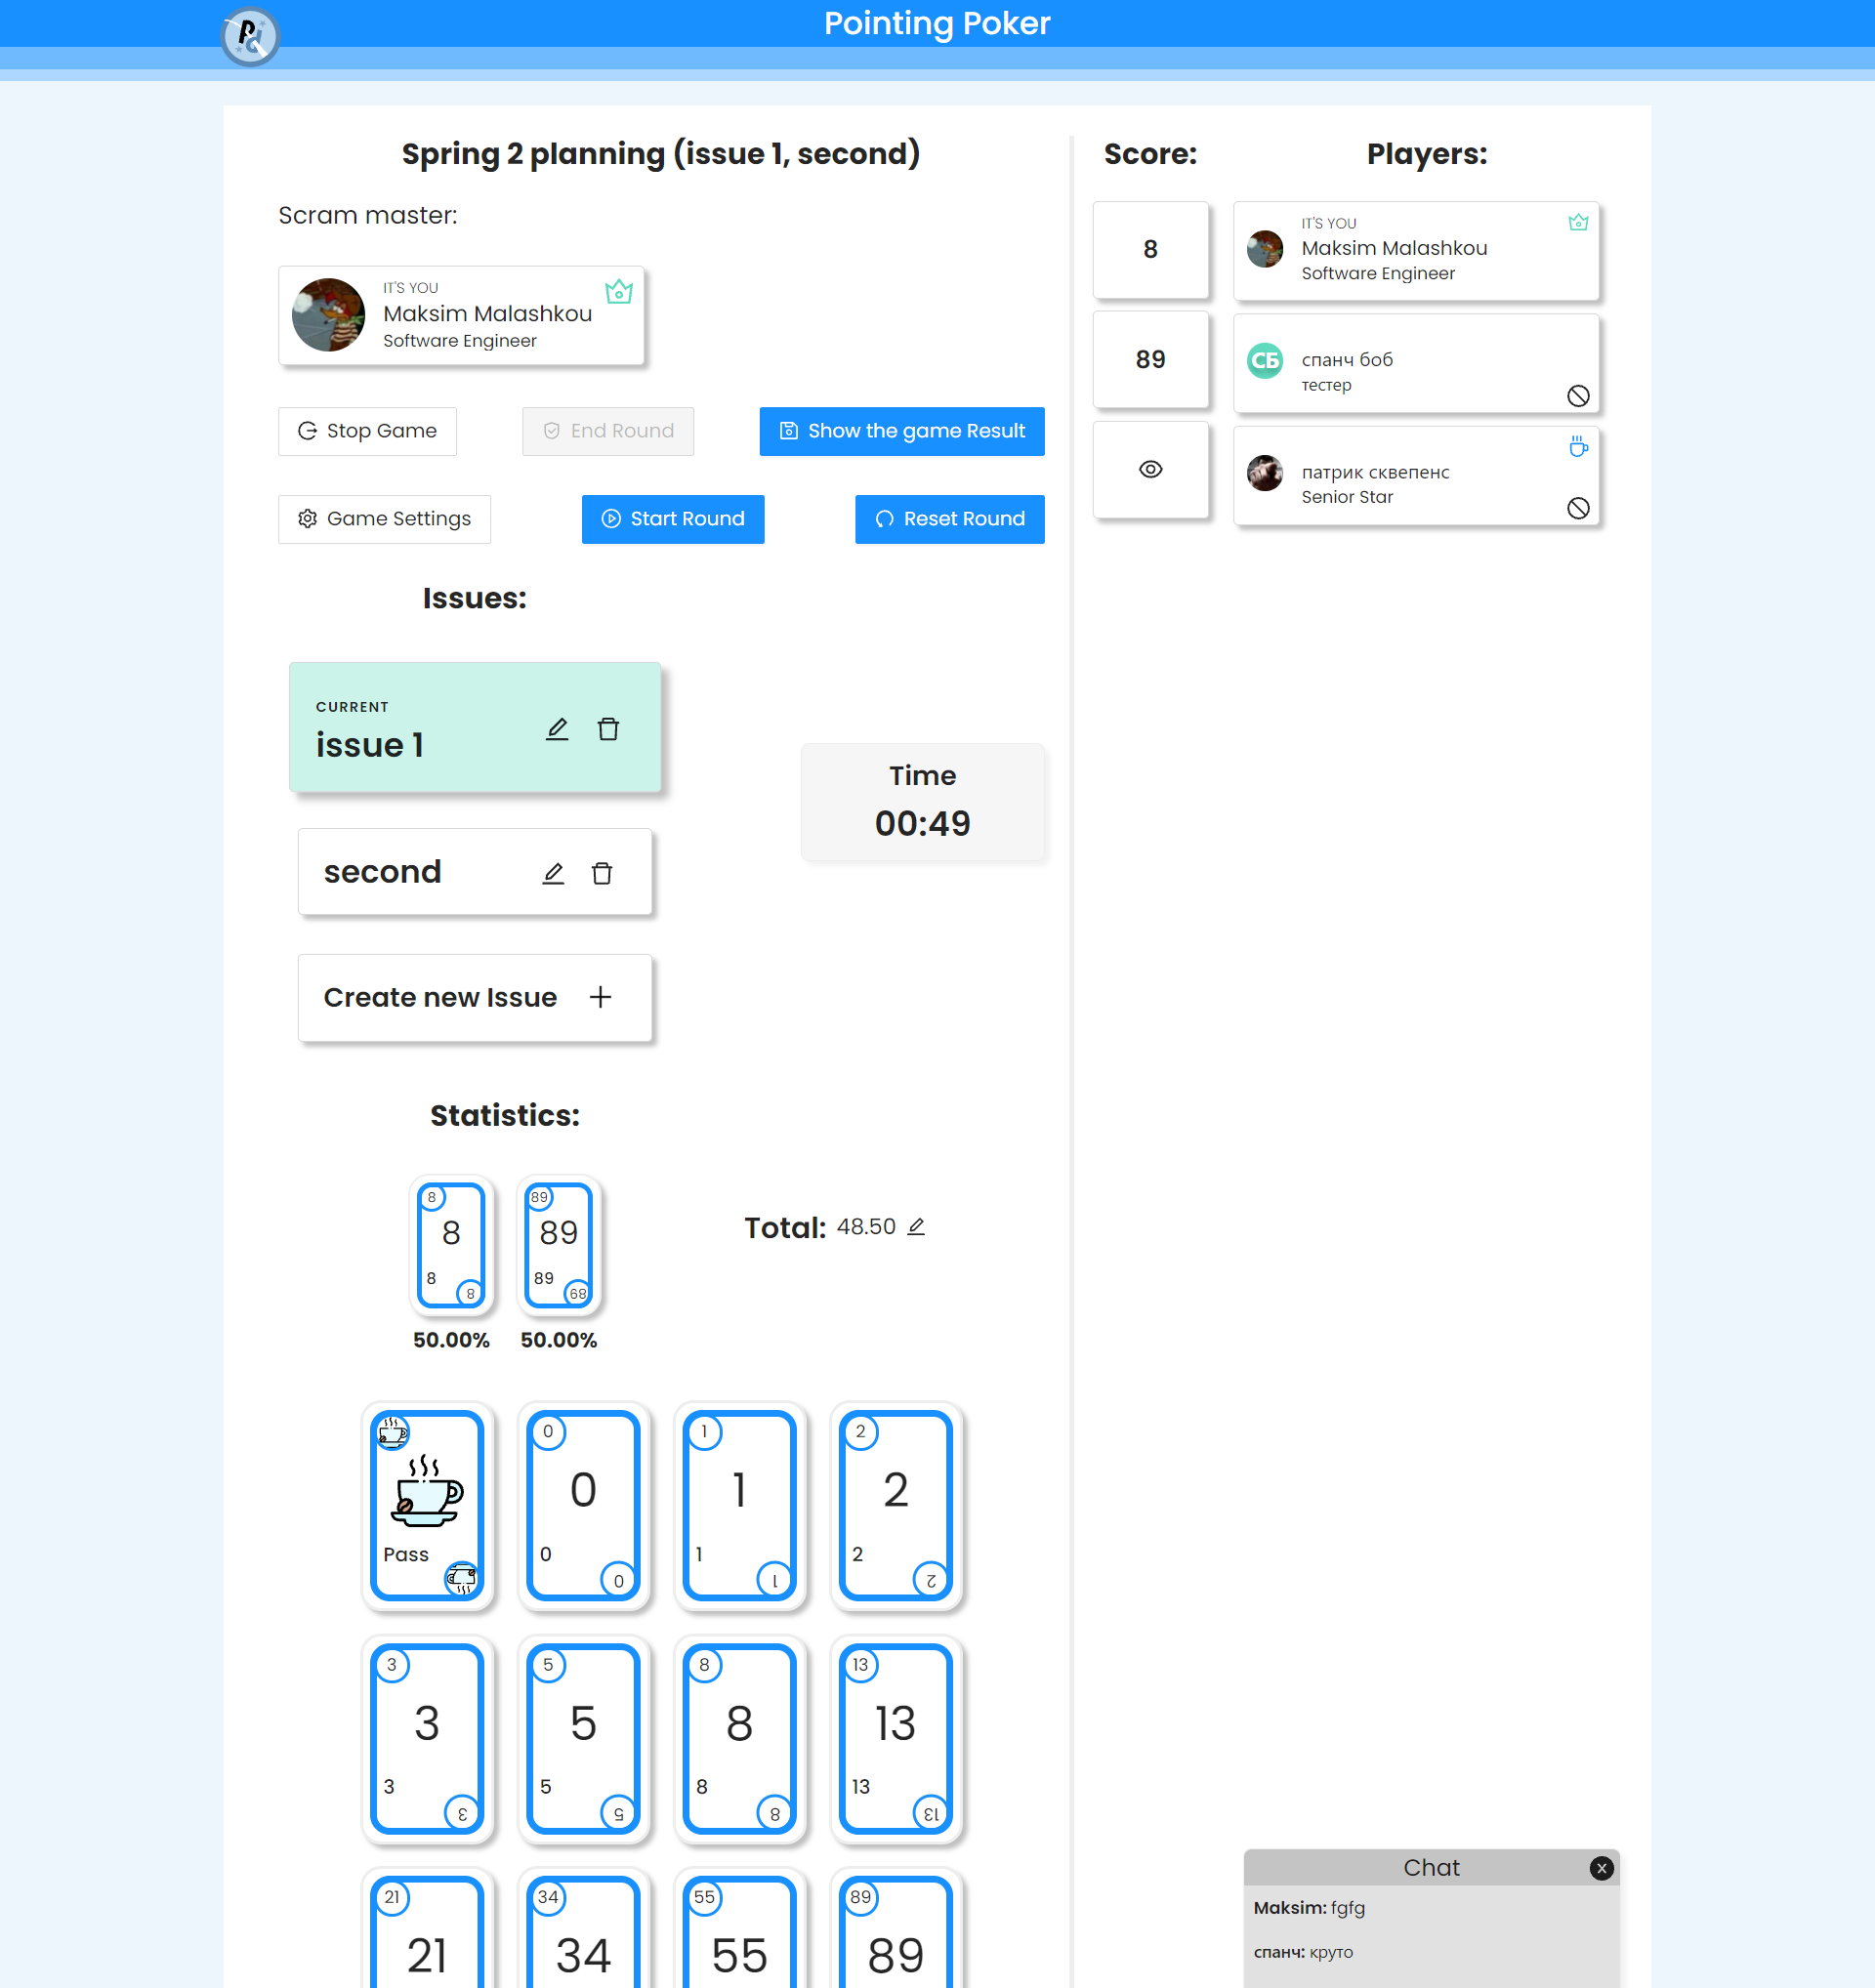 Pointing Poker
Spring 2 planning (issue 1, second)
Scram master:
IT'S YOU
Maksim Malashkou
Software Engineer
Stop Game
End Round
Show the game Result
Game Settings
Start Round
Reset Round
Issues:
CURRENT
issue 1
second
Create new Issue
Time
00:49
Statistics:
8
8
8
8
50.00%
89
89
89
89
50.00%
Total: 48.50
Pass
0
0
0
0
1
1
1
1
2
2
2
2
3
3
3
3
5
5
5
5
8
8
8
8
13
13
13
13
21
21
34
34
55
55
89
89
Score:
Players:
8
IT'S YOU
Maksim Malashkou
Software Engineer
89
СБ
спанч боб
тестер
патрик сквепенс
Senior Star
Chat
X
Maksim: fgfg
спанч: круто